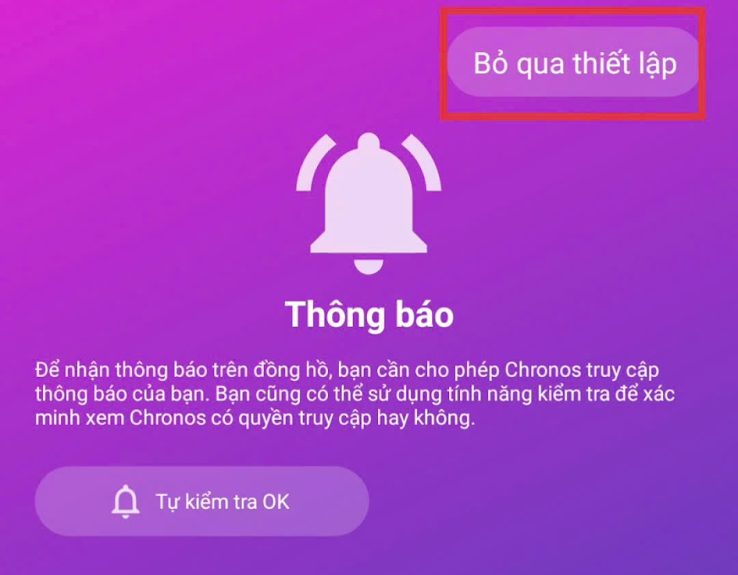 Bỏ qua thiết lập
Thông báo
Để nhận thông báo trên đồng hồ, bạn cần cho phép Chronos truy cập
thông báo của bạn. Bạn cũng có thể sử dụng tính năng kiểm tra để xác
minh xem Chronos có quyền truy cập hay không.
Tự kiểm tra OK